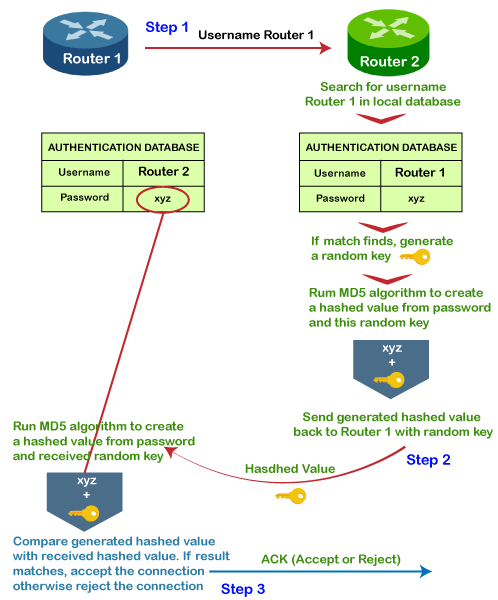 Step 1
Username Router 1
Router 1
Router 2
Search for username
Router 1 in local database
AUTHENTICATION DATABASE
Username Router 2
Password xyz
AUTHENTICATION DATABASE
Username Router 1
Password xyz
If match finds, generate
a random key
Rum MD5 algorithm to create
a hashed value from password
and this random key
xyz
+
Send generated hashed value
back to Router 1 with random key
Step 2
Run MD5 algorithm to create
a hashed value from password
and received random key
Hasdhed Value
xyz
+
Compare generated hashed value
with received hashed value. If result
matches, accept the connection
otherwise reject the connection
ACK (Accept or Reject)
Step 3